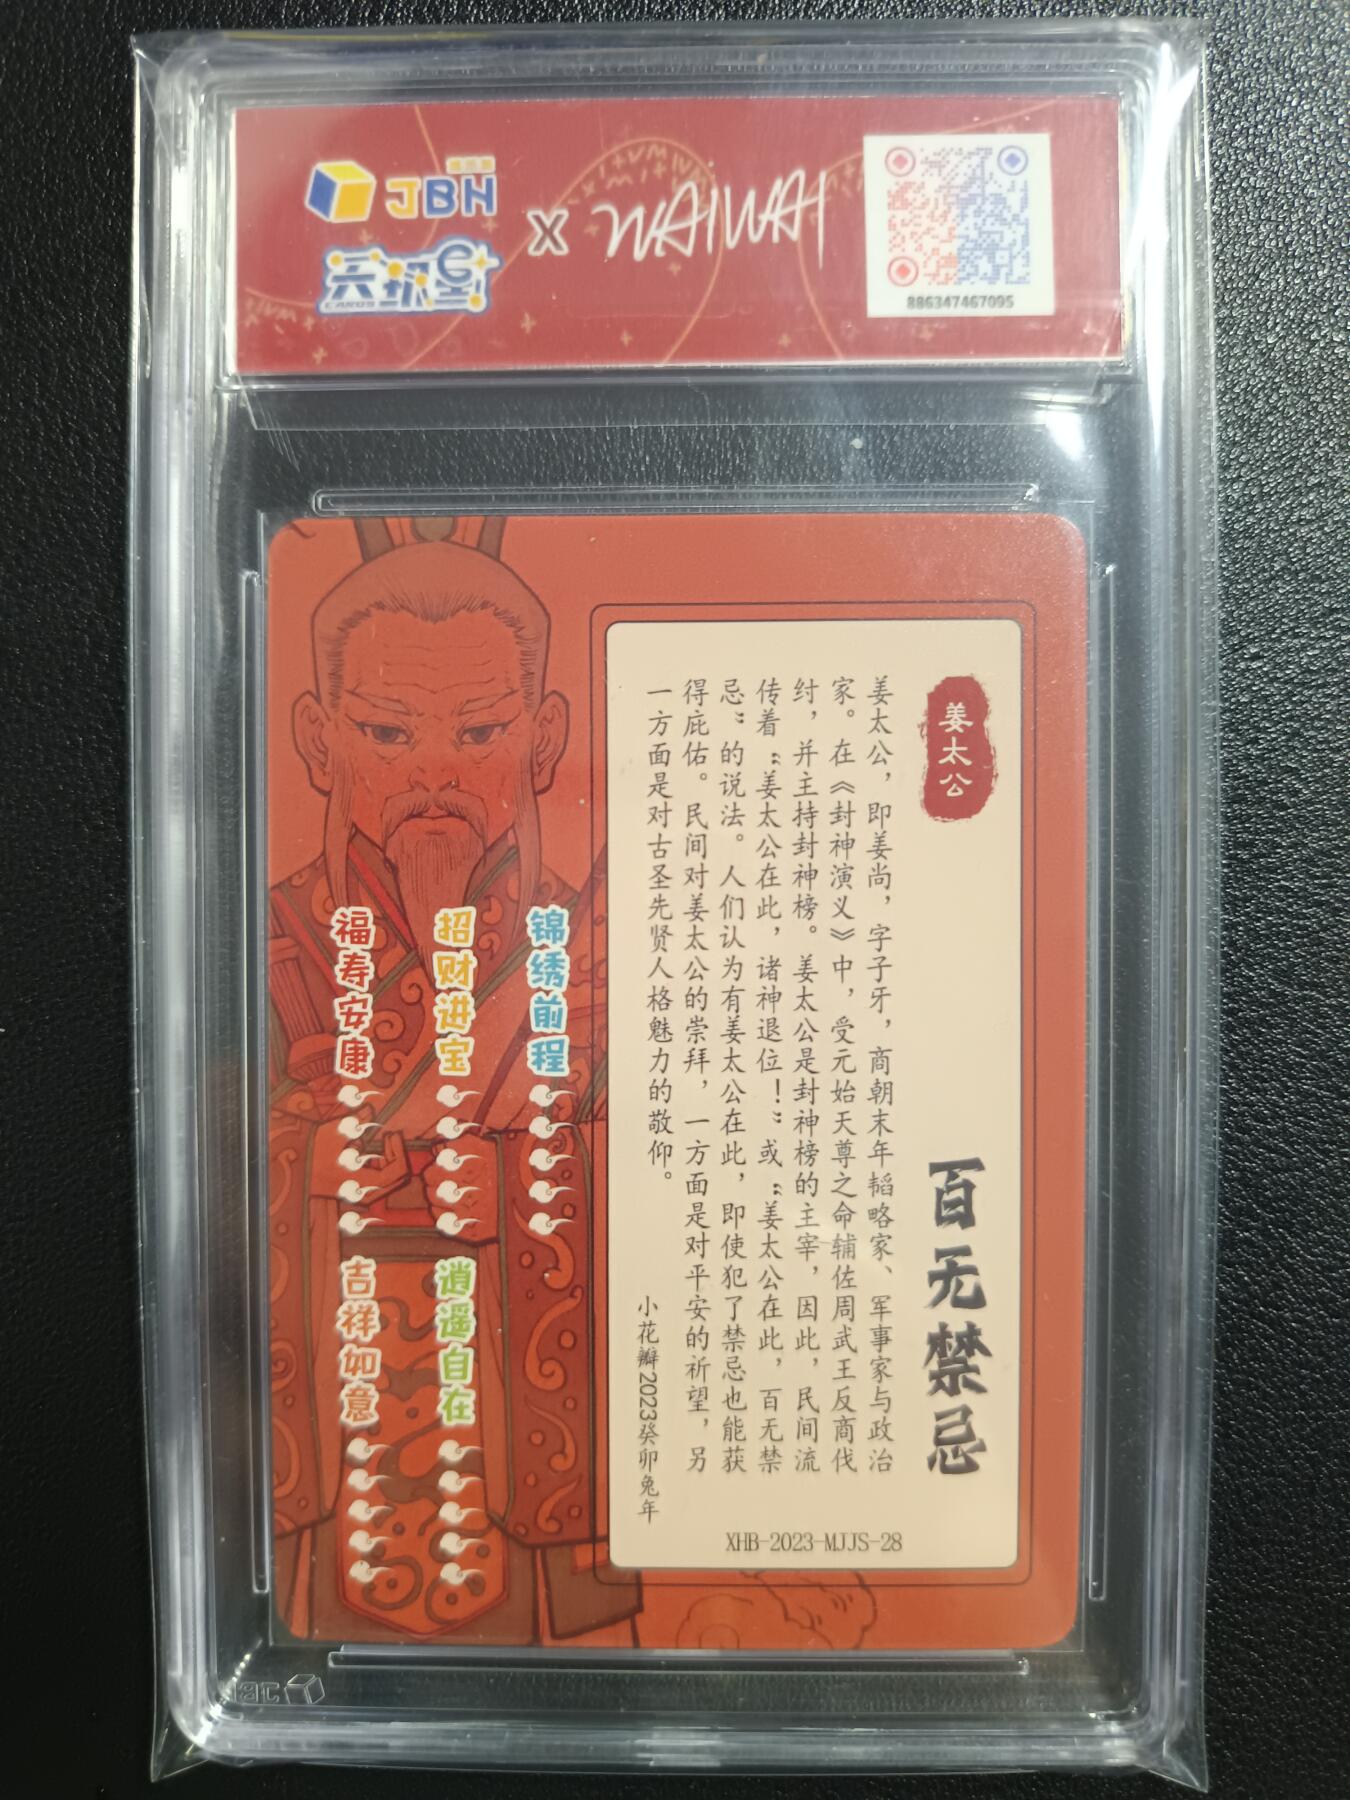 JBH
天机星
CARDS
X
WAIWAI
886347467095
姜太公
百无禁忌
姜太公，即姜尚，字子牙，商朝末年韬略家、军事家与政治
家。在《封神演义》中，受元始天尊之命辅佐周武王反商伐
纣，并主持封神榜。姜太公是封神榜的主宰，因此，民间流
传着“姜太公在此，诸神退位！”或“姜太公在此，百无禁
忌”的说法。人们认为有姜太公在此，即使犯了禁忌也能获
得庇佑。民间对姜太公的崇拜，一方面是对平安的祈望，另
一方面是对古圣先贤人格魅力的敬仰。
小花瓣2023癸卯兔年
XHB-2023-MJJS-28
锦绣前程
招财进宝
福寿安康
逍遥自在
吉祥如意